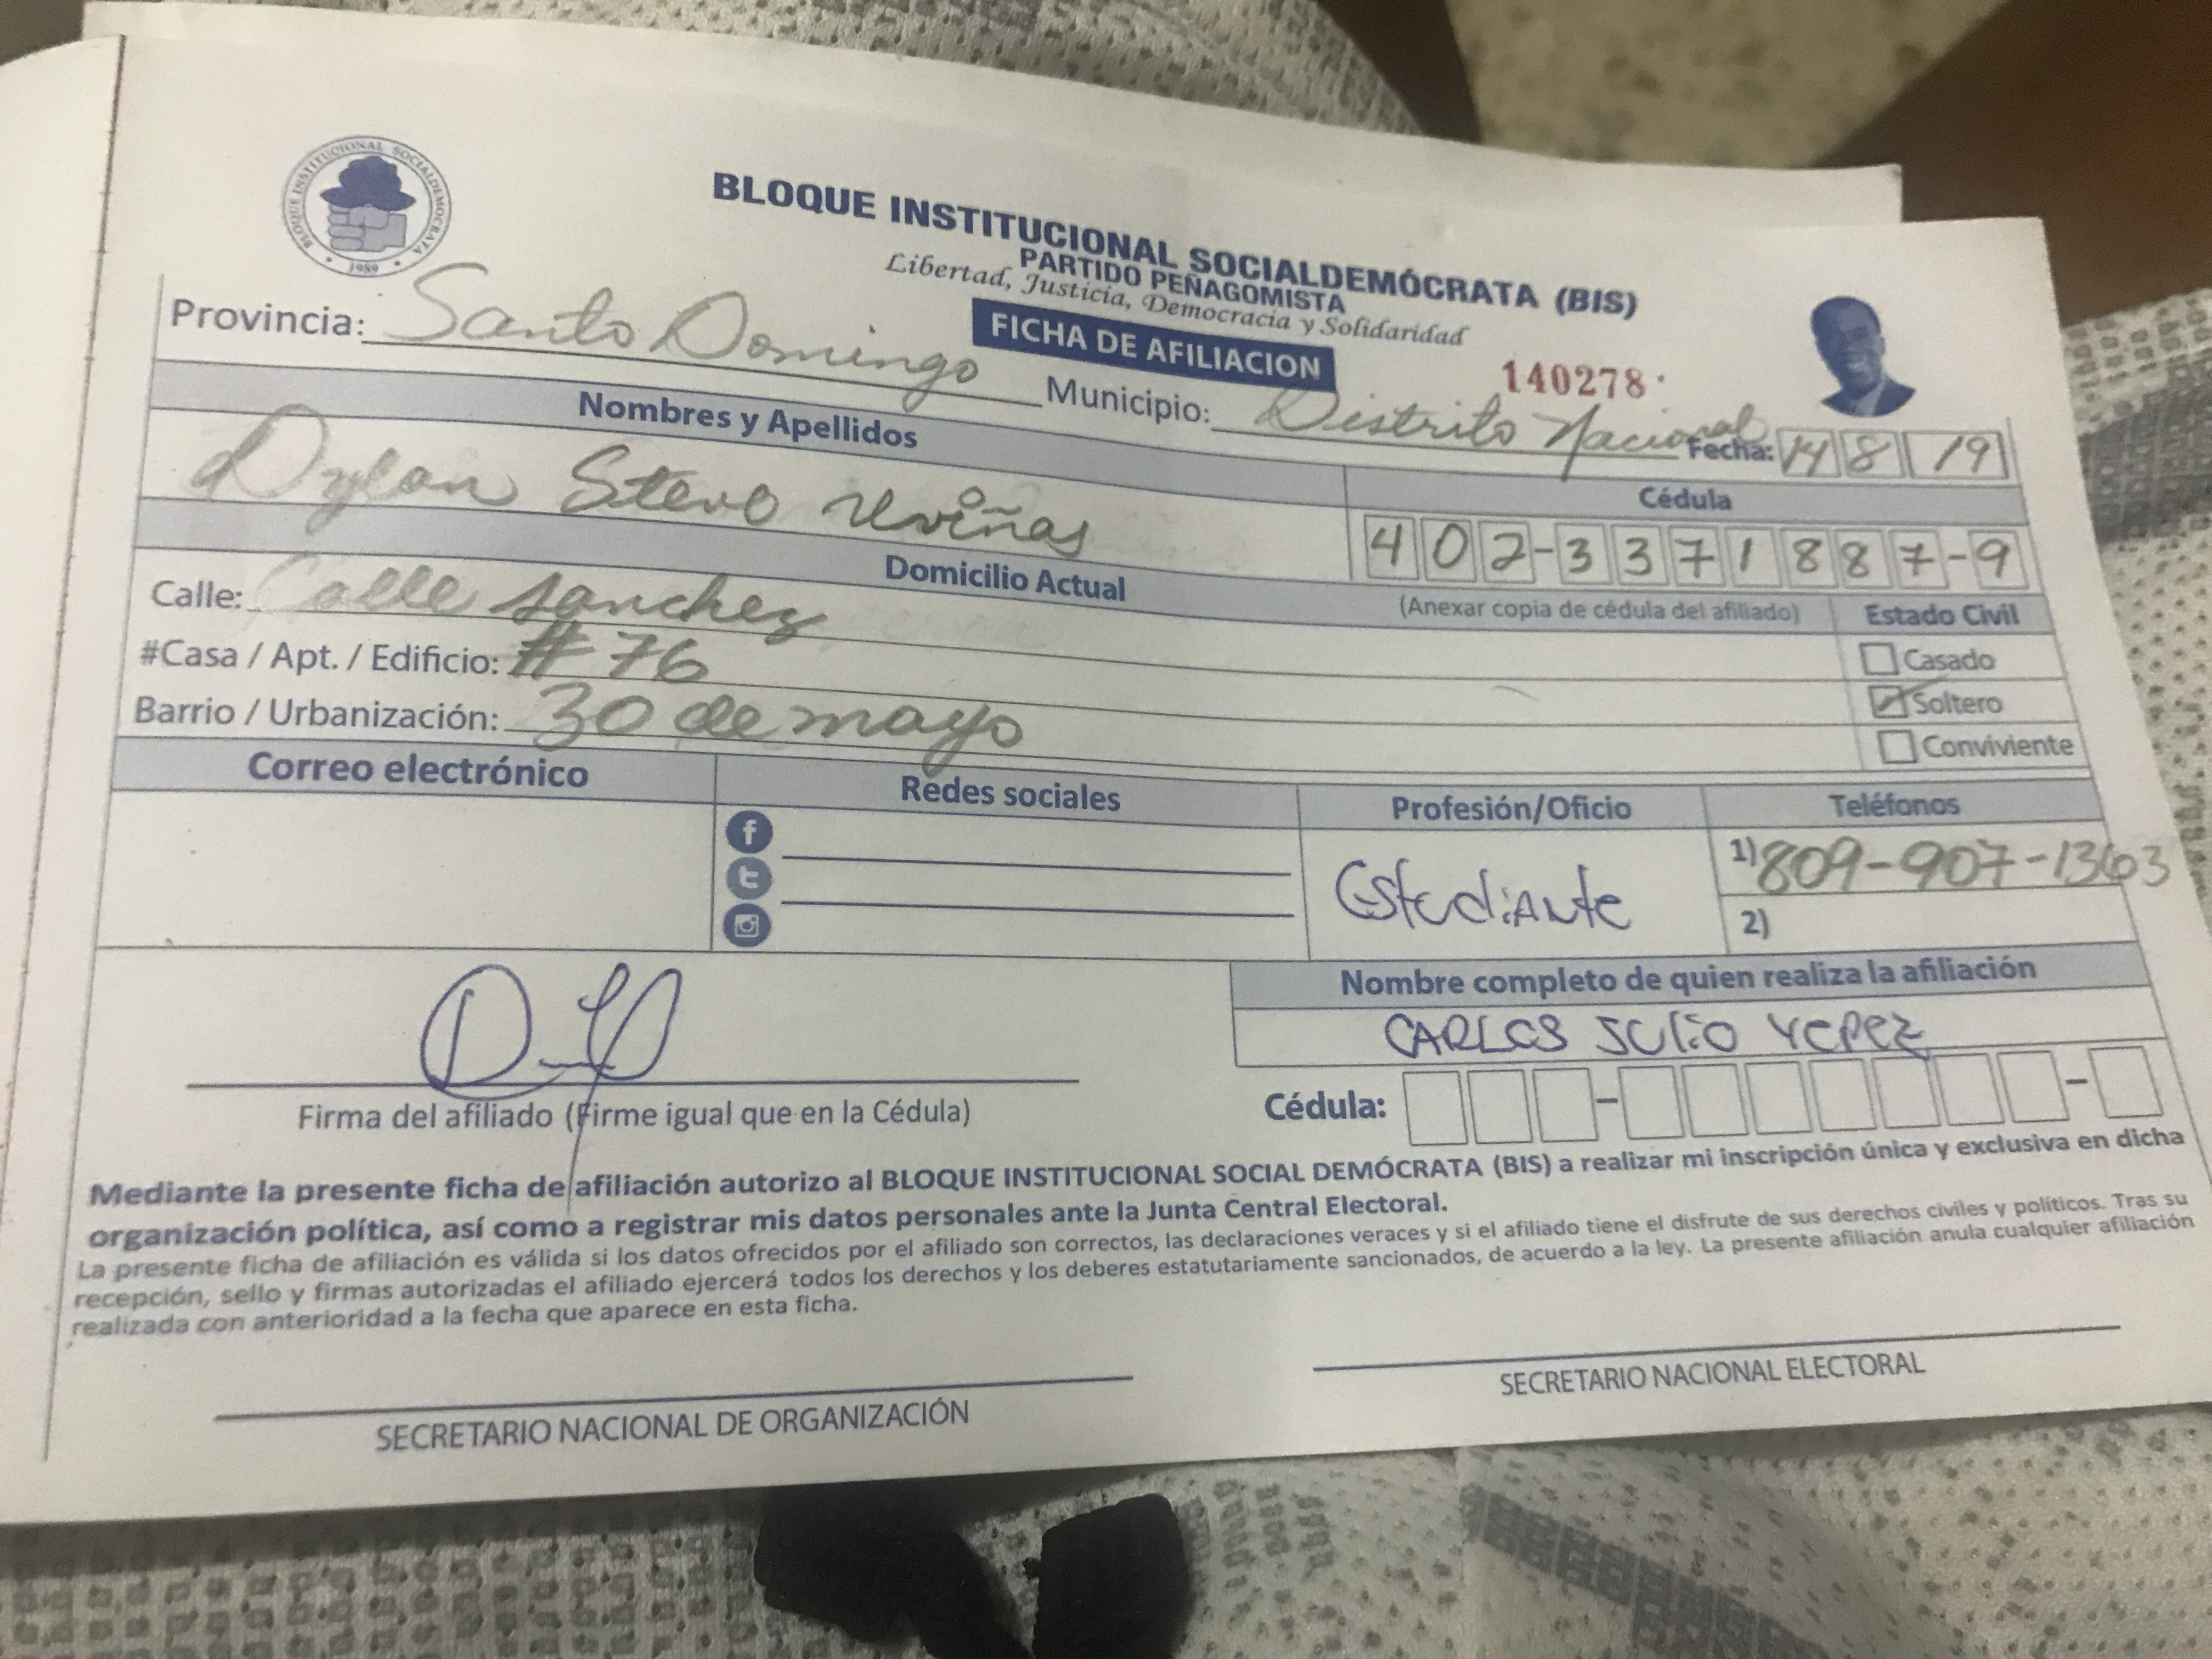 BLOQUE INSTITUCIONAL SOCIALDEMOCRATA
1989
BLOQUE INSTITUCIONAL SOCIALDEMÓCRATA (BIS)
PARTIDO PEÑAGOMISTA
Libertad, Justicia, Democracia y Solidaridad
FICHA DE AFILIACION
140278
Provincia: Santo Domingo Municipio: Distrito Nacional Fecha: 14 8 19
Nombres y Apellidos
Cédula
Dylan Steve
402-3371887-9
Domicilio Actual
(Anexar copia de cédula del afiliado)
Estado Civil
Calle: Calle sanchez
Casado
#Casa / Apt. / Edificio: # 76
Soltero
Barrio / Urbanización: 30 de mayo
Conviviente
Correo electrónico
Redes sociales
Profesión/Oficio
Teléfonos
Estudiante
1) 809-907-1363
2)
Nombre completo de quien realiza la afiliación
CARLOS JULIO YEPEZ
Firma del afiliado (Firme igual que en la Cédula)
Cédula:
Mediante la presente ficha de afiliación autorizo al BLOQUE INSTITUCIONAL SOCIAL DEMÓCRATA (BIS) a realizar mi inscripción única y exclusiva en dicha
organización política, así como a registrar mis datos personales ante la Junta Central Electoral.
La presente ficha de afiliación es válida si los datos ofrecidos por el afiliado son correctos, las declaraciones veraces y si el afiliado tiene el disfrute de sus derechos civiles y políticos. Tras su
recepción, sello y firmas autorizadas el afiliado ejercerá todos los derechos y los deberes estatutariamente sancionados, de acuerdo a la ley. La presente afiliación anula cualquier afiliación
realizada con anterioridad a la fecha que aparece en esta ficha.
SECRETARIO NACIONAL DE ORGANIZACIÓN
SECRETARIO NACIONAL ELECTORAL